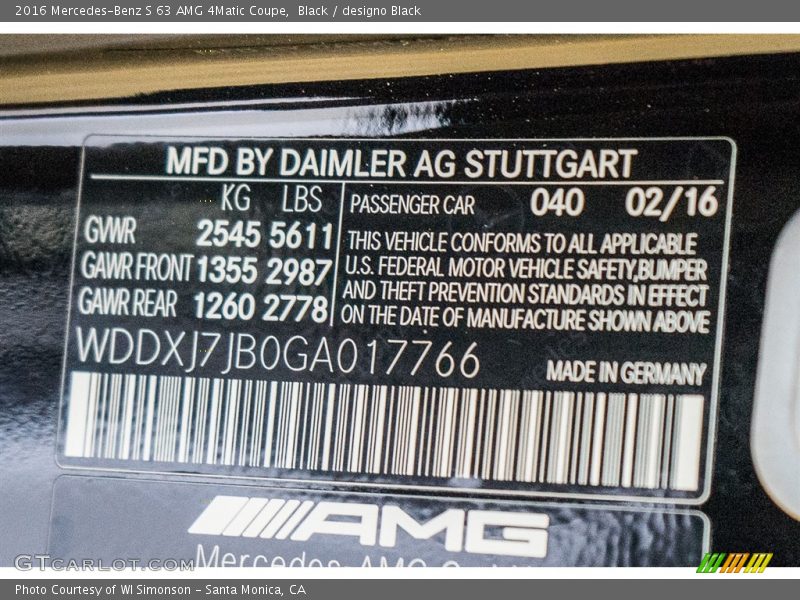 2016 Mercedes-Benz S 63 AMG 4Matic Coupe,  Black / designo Black
MFD BY DAIMLER AG STUTTGART
KG LBS
GWWR 2545 5611
GAWR FRONT 1355 2987
GAWR REAR 1260 2778
PASSENGER CAR 040 02/16
THIS VEHICLE CONFORMS TO ALL APPLICABLE
U.S. FEDERAL MOTOR VEHICLE SAFETY,BUMPER
AND THEFT PREVENTION STANDARDS IN EFFECT
ON THE DATE OF MANUFACTURE SHOWN ABOVE
WDDXJ7JB0GA017766
MADE IN GERMANY
AMG
Mercedes-AMG
GTcarlot.com
Photo Courtesy of WI Simonson - Santa Monica, CA